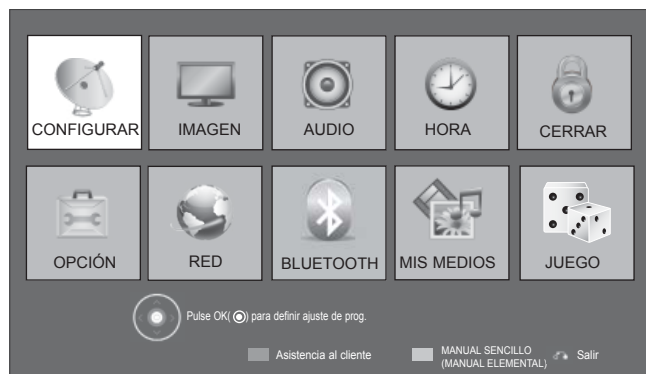 CONFIGURAR
IMAGEN
AUDIO
HORA
CERRAR
OPCIÓN
RED
BLUETOOTH
MIS MEDIOS
JUEGO
Pulse OK(◉) para definir ajuste de prog.
Asistencia al cliente
MANUAL SENCILLO
(MANUAL ELEMENTAL)
Salir